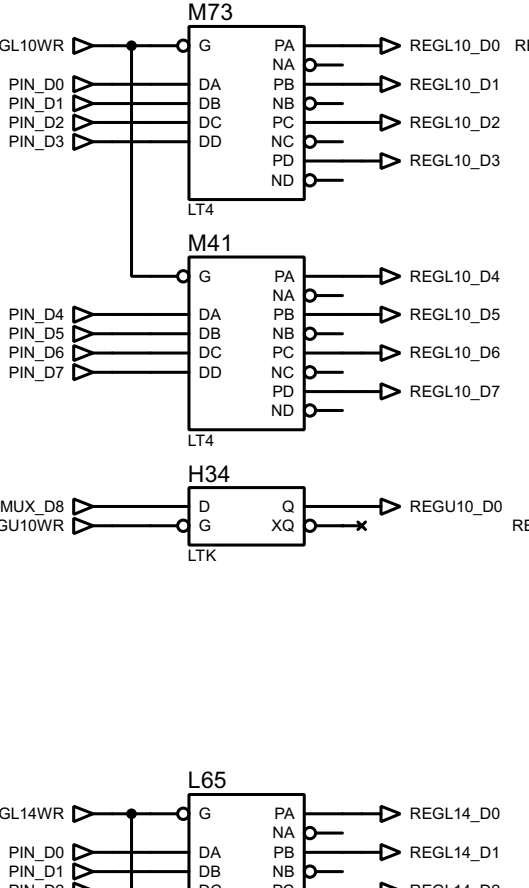 M73
GL10WR G PA REGL10_D0 RE
NA
PIN_D0 DA PB REGL10_D1
PIN_D1 DB NB
PIN_D2 DC PC REGL10_D2
PIN_D3 DD NC
PD REGL10_D3
ND
LT4
M41
G PA REGL10_D4
NA
PIN_D4 DA PB REGL10_D5
PIN_D5 DB NB
PIN_D6 DC PC REGL10_D6
PIN_D7 DD NC
PD REGL10_D7
ND
LT4
H34
MUX_D8 D Q REGU10_D0
GU10WR G XQ RE
LTK
L65
GL14WR G PA REGL14_D0
NA
PIN_D0 DA PB REGL14_D1
PIN_D1 DB NB